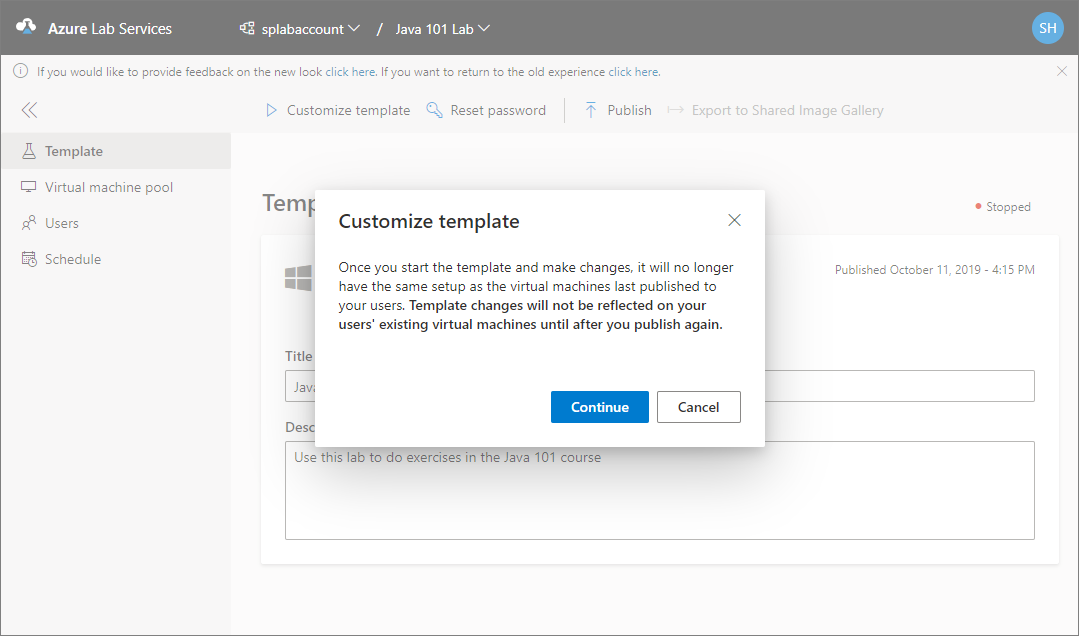 Azure Lab Services
splabaccount / Java 101 Lab
SH
If you would like to provide feedback on the new look click here. If you want to return to the old experience click here.
Customize template
Reset password
Publish
Export to Shared Image Gallery
Template
Virtual machine pool
Users
Schedule
Stopped
Published October 11, 2019 - 4:15 PM
Customize template
Once you start the template and make changes, it will no longer
have the same setup as the virtual machines last published to
your users. Template changes will not be reflected on your
users' existing virtual machines until after you publish again.
Continue
Cancel
Title
Use this lab to do exercises in the Java 101 course